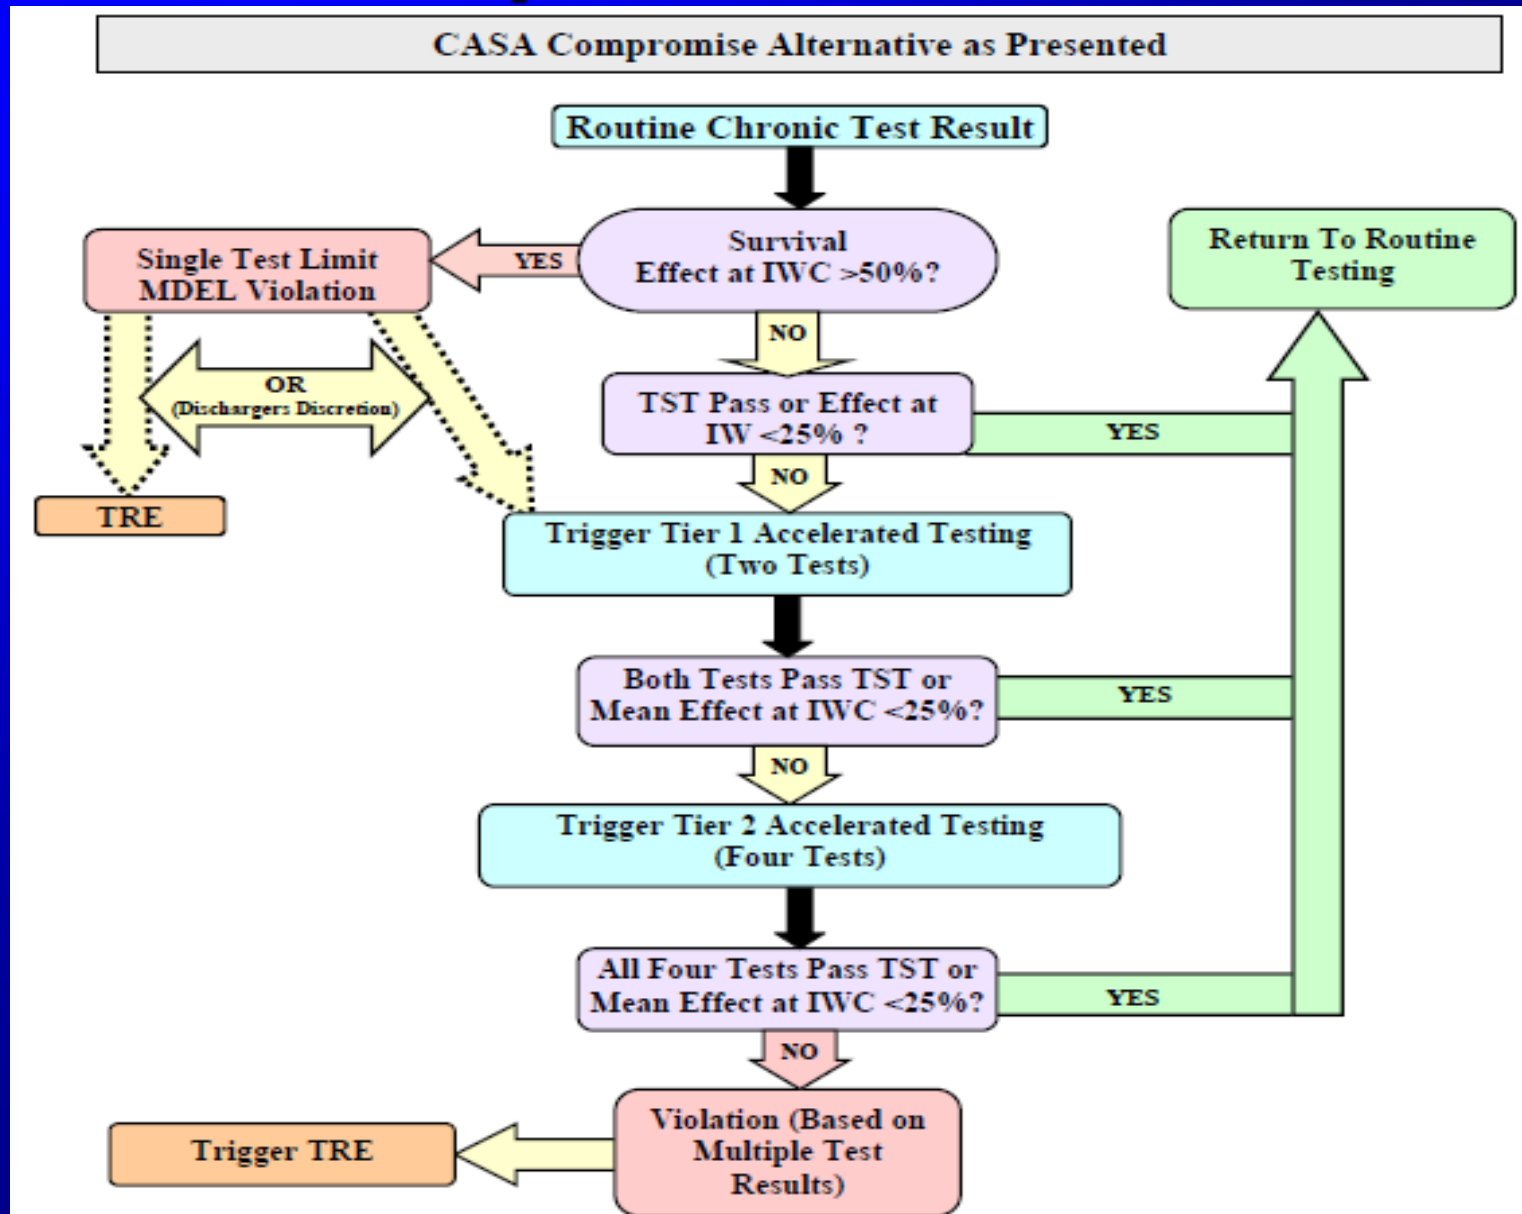 CASA Compromise Alternative as Presented
Routine Chronic Test Result
Survival
Effect at IWC >50%?
YES
Single Test Limit
MDEL Violation
Return To Routine
Testing
NO
OR
(Dischargers Discretion)
TST Pass or Effect at
IW <25% ?
YES
NO
TRE
Trigger Tier 1 Accelerated Testing
(Two Tests)
Both Tests Pass TST or
Mean Effect at IWC <25%?
YES
NO
Trigger Tier 2 Accelerated Testing
(Four Tests)
All Four Tests Pass TST or
Mean Effect at IWC <25%?
YES
NO
Violation (Based on
Multiple Test
Results)
Trigger TRE